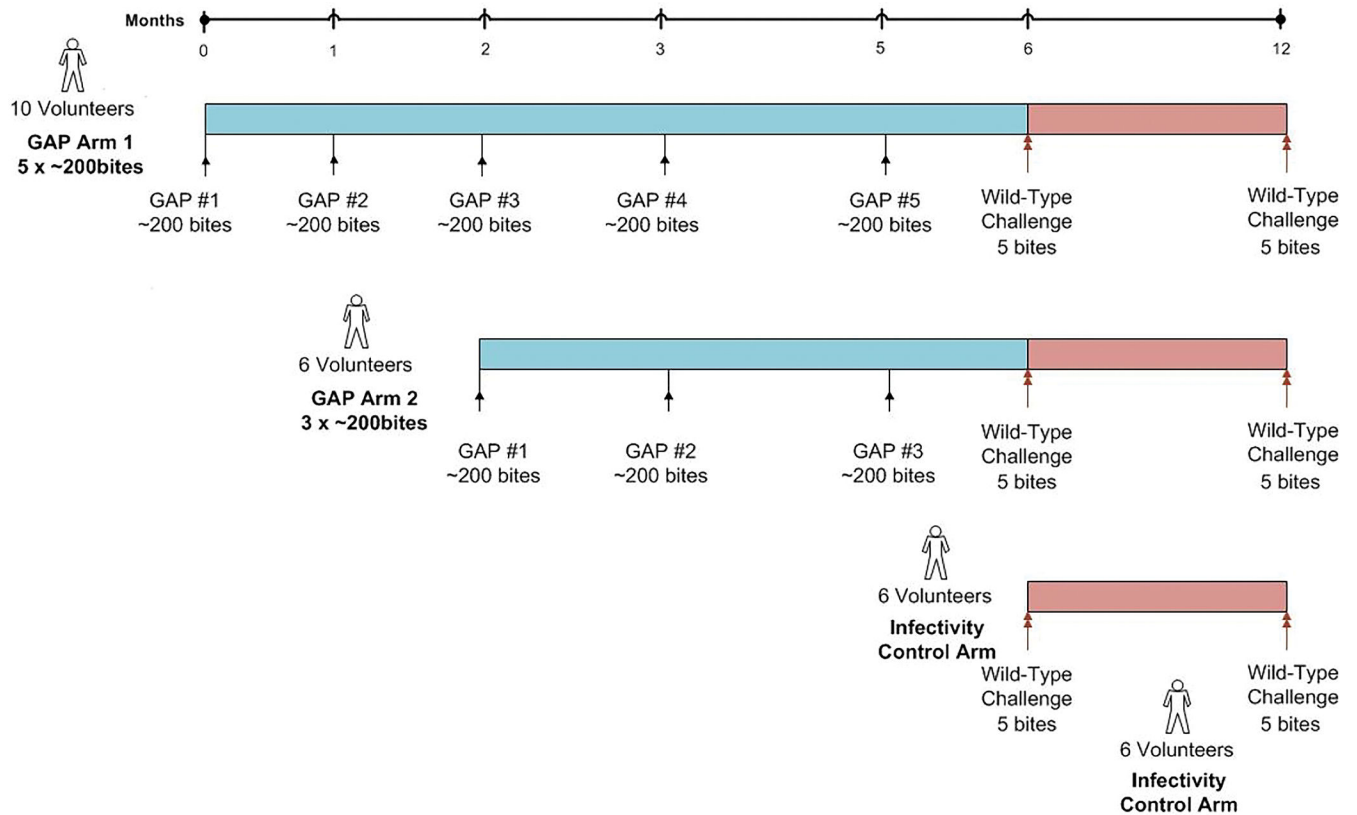 Months
0 1 2 3 5 6 12
10 Volunteers
GAP Arm 1
5 x ~200bites
GAP #1 GAP #2 GAP #3 GAP #4 GAP #5 Wild-Type Wild-Type
~200 bites ~200 bites ~200 bites ~200 bites ~200 bites Challenge Challenge
5 bites 5 bites
6 Volunteers
GAP Arm 2
3 x ~200bites
GAP #1 GAP #2 GAP #3 Wild-Type Wild-Type
~200 bites ~200 bites ~200 bites Challenge Challenge
5 bites 5 bites
6 Volunteers
Infectivity
Control Arm
Wild-Type Wild-Type
Challenge Challenge
5 bites 5 bites
6 Volunteers
Infectivity
Control Arm